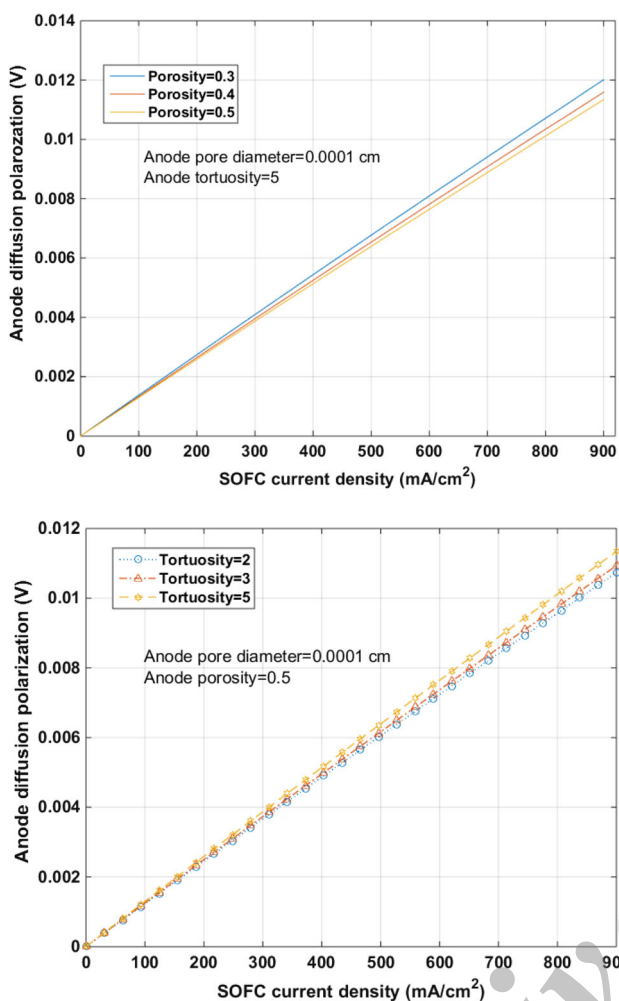 0.014
0.012
0.01
0.008
0.006
0.004
0.002
0
Anode diffusion polarozation (V)
Porosity=0.3
Porosity=0.4
Porosity=0.5
Anode pore diameter=0.0001 cm
Anode tortuosity=5
0 100 200 300 400 500 600 700 800 900
SOFC current density (mA/cm²)
0.012
0.01
0.008
0.006
0.004
0.002
0
Anode diffusion polarization (V)
Tortuosity=2
Tortuosity=3
Tortuosity=5
Anode pore diameter=0.0001 cm
Anode porosity=0.5
0 100 200 300 400 500 600 700 800 900
SOFC current density (mA/cm²)